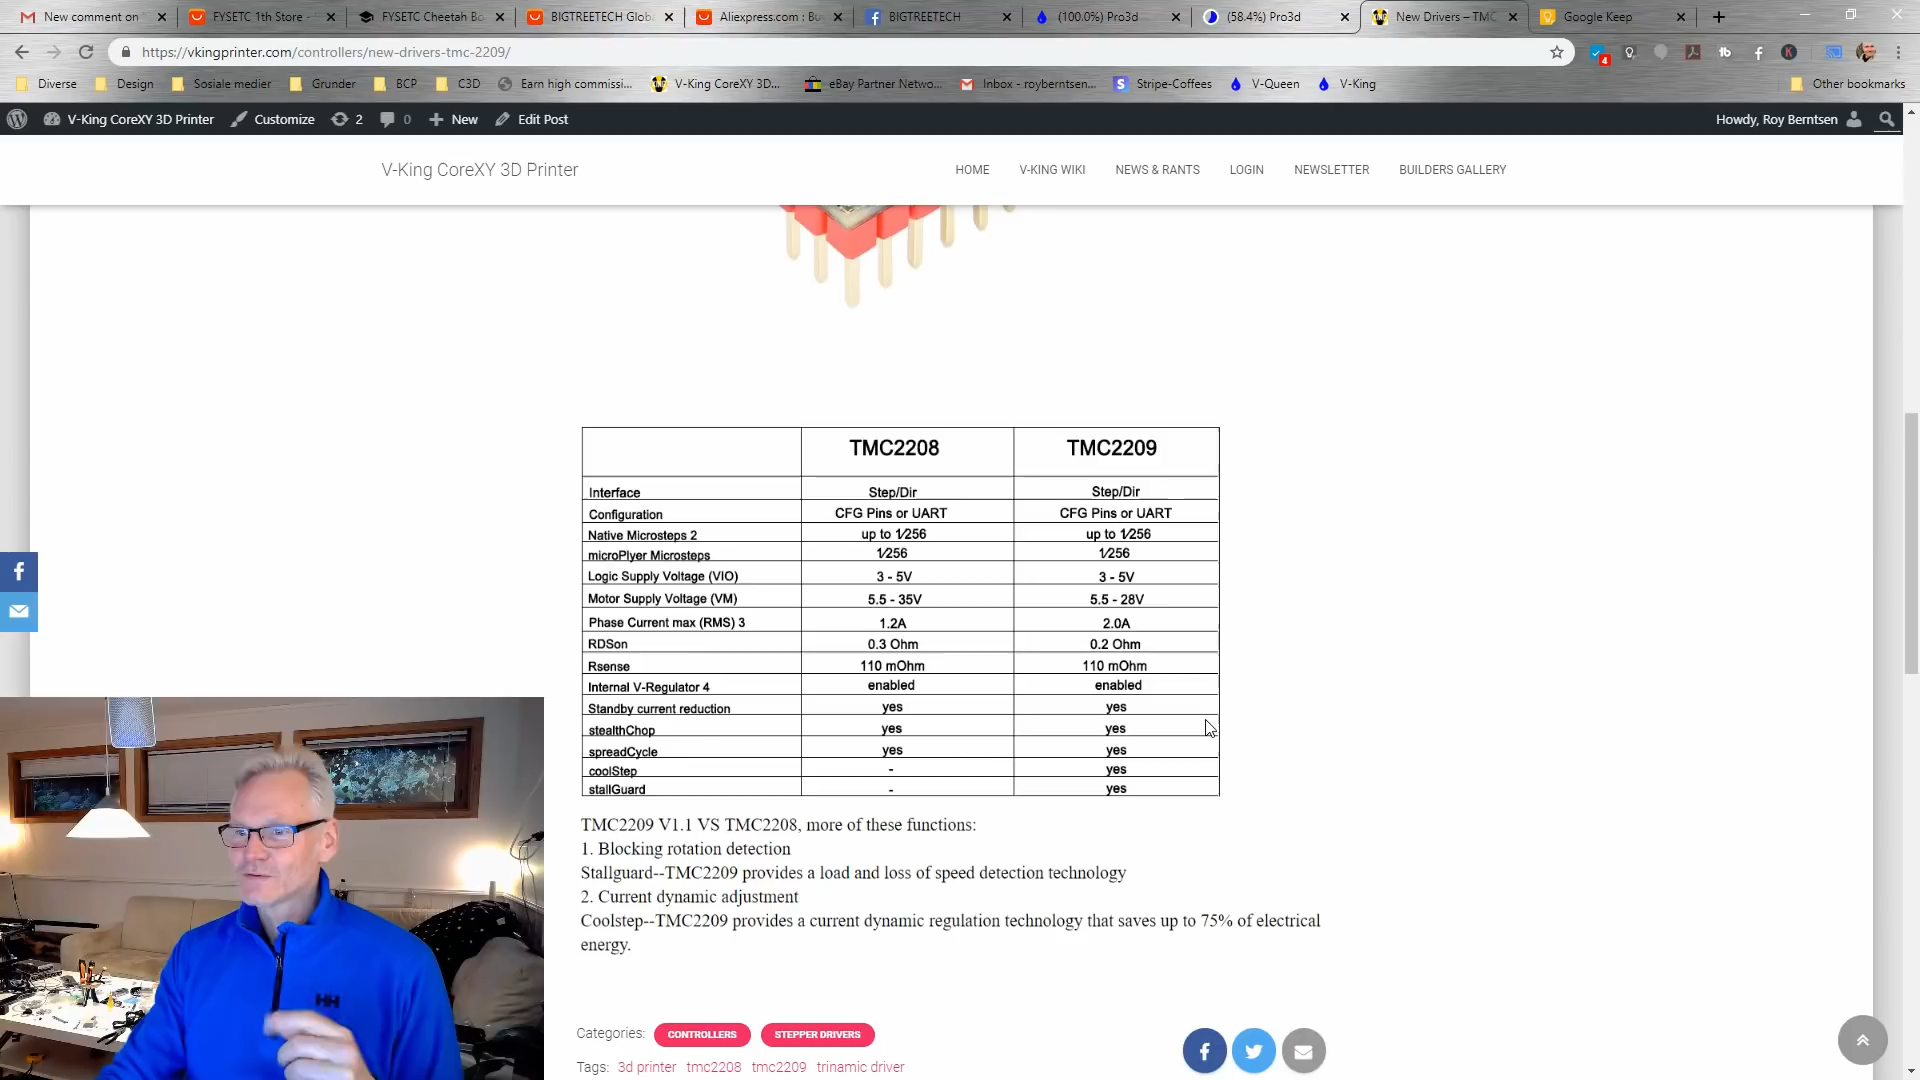 New comment on "
FYSETC 1th Store -
FYSETC Cheetah Bo
BIGTREETECH Globa
Aliexpress.com : Bu
BIGTREETECH
(100.0%) Pro3d
(58.4%) Pro3d
New Drivers – TMC
Google Keep
https://vkingprinter.com/controllers/new-drivers-tmc-2209/
4
Diverse
Design
Sosiale medier
Grunder
BCP
C3D
Earn high commissi...
V-King CoreXY 3D...
eBay Partner Netwo...
Inbox - royberntsen...
Stripe-Coffees
V-Queen
V-King
Other bookmarks
V-King CoreXY 3D Printer
Customize
2
0
New
Edit Post
Howdy, Roy Berntsen
V-King CoreXY 3D Printer
HOME
V-KING WIKI
NEWS & RANTS
LOGIN
NEWSLETTER
BUILDERS GALLERY
TMC2208 TMC2209
Interface Step/Dir Step/Dir
Configuration CFG Pins or UART CFG Pins or UART
Native Microsteps 2 up to 1/256 up to 1/256
microPlyer Microsteps 1/256 1/256
Logic Supply Voltage (VIO) 3 - 5V 3 - 5V
Motor Supply Voltage (VM) 5.5 - 35V 5.5 - 28V
Phase Current max (RMS) 3 1.2A 2.0A
RDSon 0.3 Ohm 0.2 Ohm
Rsense 110 mOhm 110 mOhm
Internal V-Regulator 4 enabled enabled
Standby current reduction yes yes
stealthChop yes yes
spreadCycle yes yes
coolStep - yes
stallGuard - yes
TMC2209 V1.1 VS TMC2208, more of these functions:
1. Blocking rotation detection
Stallguard--TMC2209 provides a load and loss of speed detection technology
2. Current dynamic adjustment
Coolstep--TMC2209 provides a current dynamic regulation technology that saves up to 75% of electrical
energy.
HH
Categories: CONTROLLERS STEPPER DRIVERS
Tags: 3d printer tmc2208 tmc2209 trinamic driver